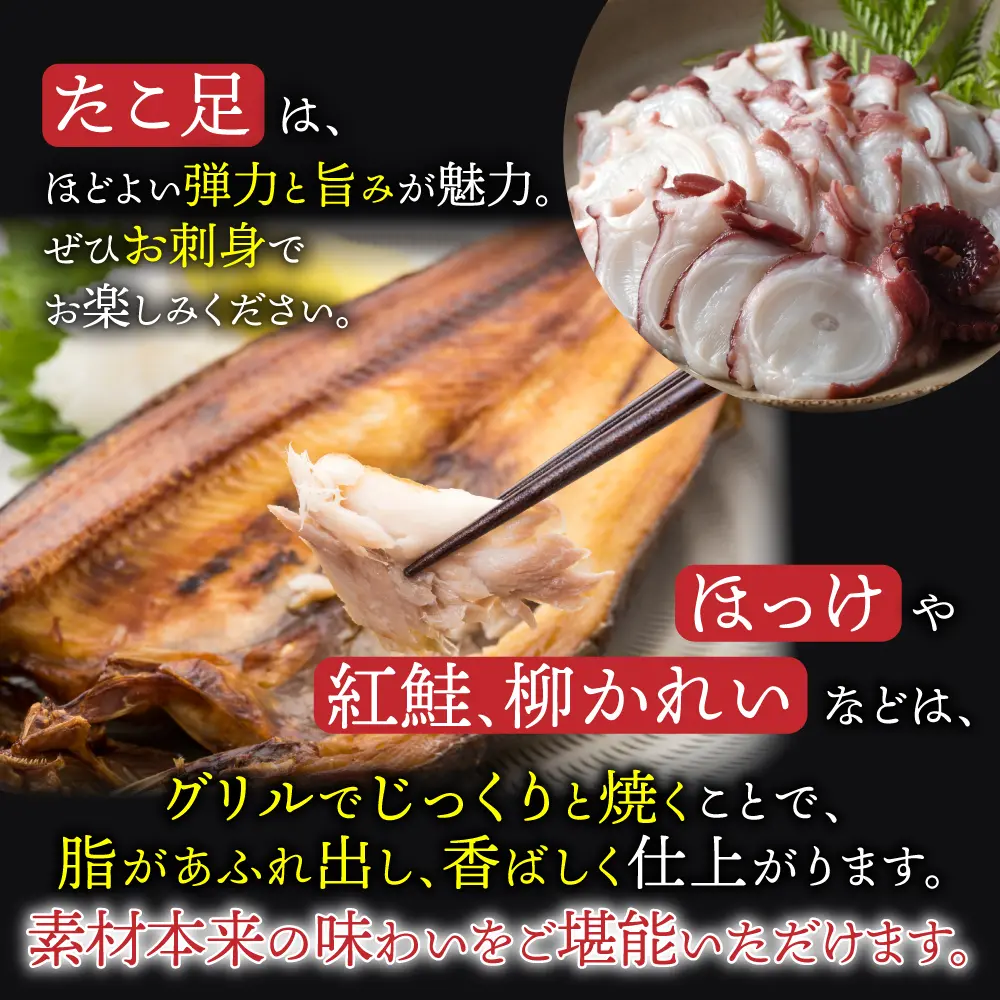 たこ足 は、
ほどよい弾力と旨みが魅力。
ぜひお刺身で
お楽しみください。
ほっけ や
紅鮭、柳かれい などは、
グリルでじっくりと焼くことで、
脂があふれ出し、香ばしく仕上がります。
素材本来の味わいをご堪能いただけます。